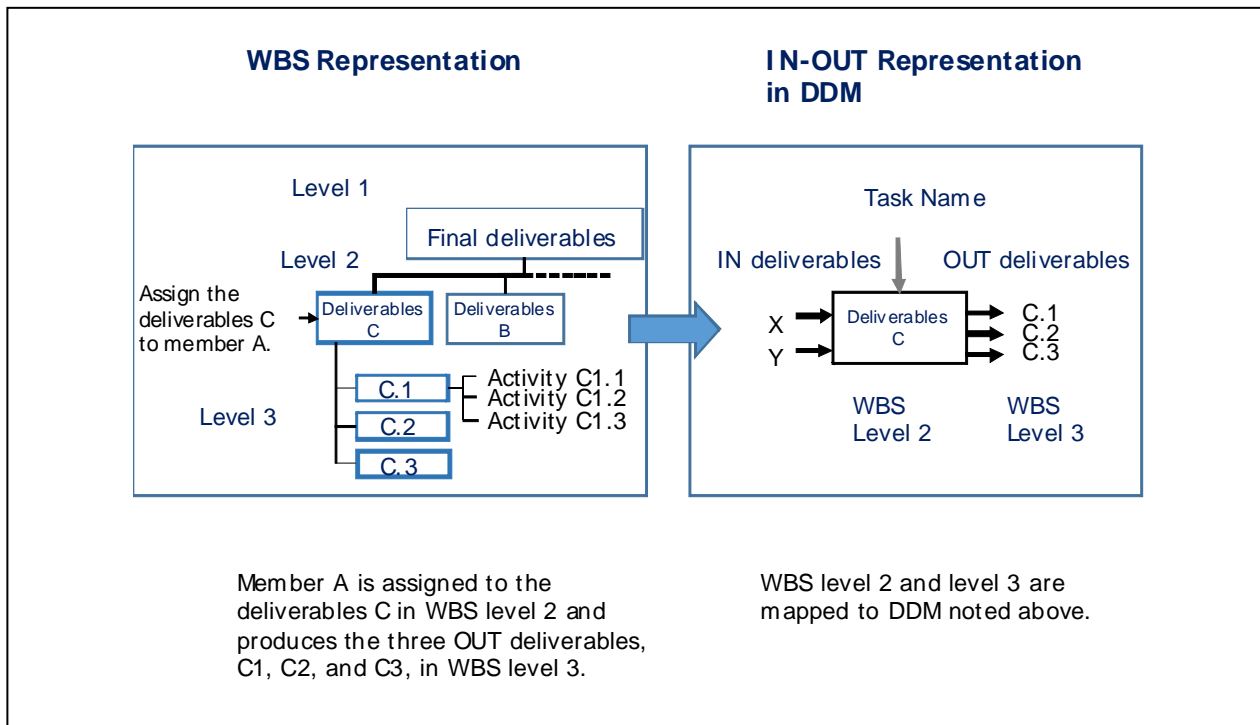 WBS Representation
IN-OUT Representation
in DDM
Level 1
Final deliverables
Level 2
Assign the
deliverables C
to member A.
Deliverables
C
Deliverables
B
C.1
Activity C1.1
Activity C1.2
Activity C1.3
Level 3
C.2
C.3
Task Name
IN deliverables
OUT deliverables
X
Y
Deliverables
C
C.1
C.2
C.3
WBS
Level 2
WBS
Level 3
Member A is assigned to the
deliverables C in WBS level 2 and
produces the three OUT deliverables,
C1, C2, and C3, in WBS level 3.
WBS level 2 and level 3 are
mapped to DDM noted above.